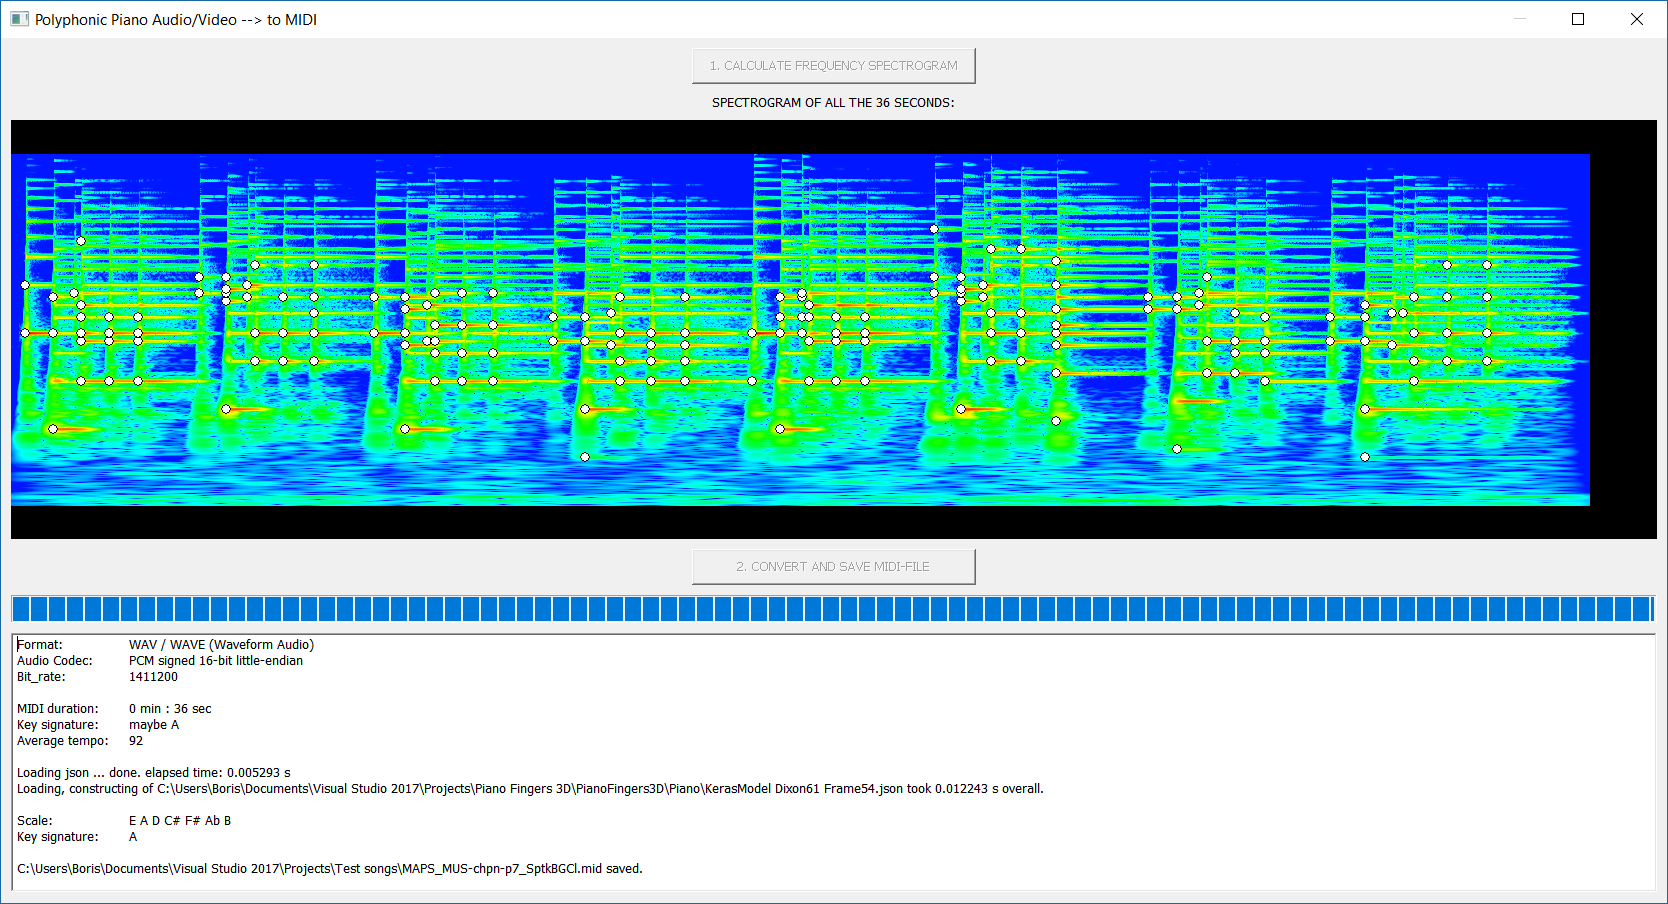 Polyphonic Piano Audio/Video --> to MIDI
1. CALCULATE FREQUENCY SPECTROGRAM
SPECTROGRAM OF ALL THE 36 SECONDS:
2. CONVERT AND SAVE MIDI-FILE
Format: WAV / WAVE (Waveform Audio)
Audio Codec: PCM signed 16-bit little-endian
Bit_rate: 1411200
MIDI duration: 0 min : 36 sec
Key signature: maybe A
Average tempo: 92
Loading json ... done. elapsed time: 0.005293 s
Loading, constructing of C:\Users\Boris\Documents\Visual Studio 2017\Projects\Piano Fingers 3D\PianoFingers3D\Piano\KerasModel Dixon61 Frame54.json took 0.012243 s overall.
Scale: E A D C# F# Ab B
Key signature: A
C:\Users\Boris\Documents\Visual Studio 2017\Projects\Test songs\MAPS_MUS-chpn-p7_SptkBGCl.mid saved.